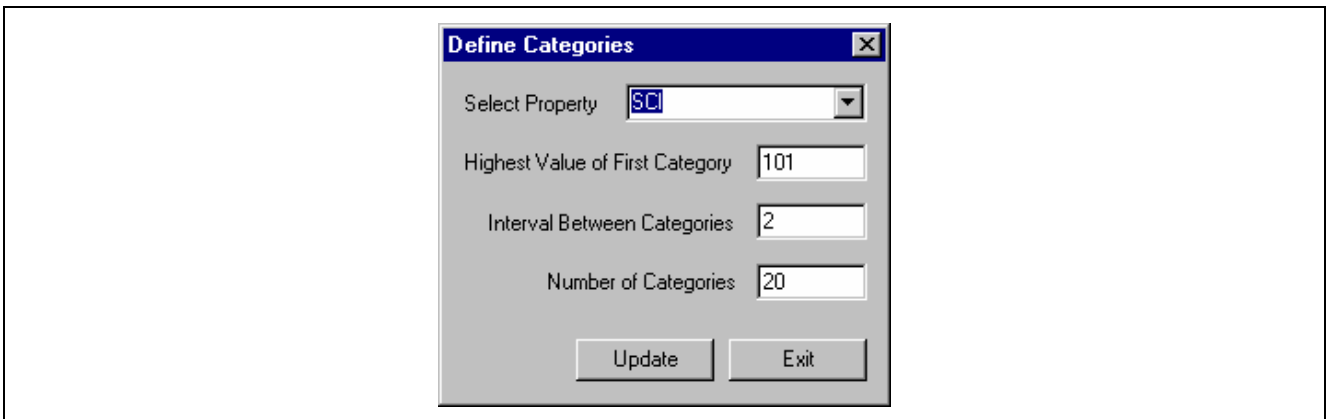 Define Categories
Select Property SCI
Highest Value of First Category 101
Interval Between Categories 2
Number of Categories 20
Update Exit